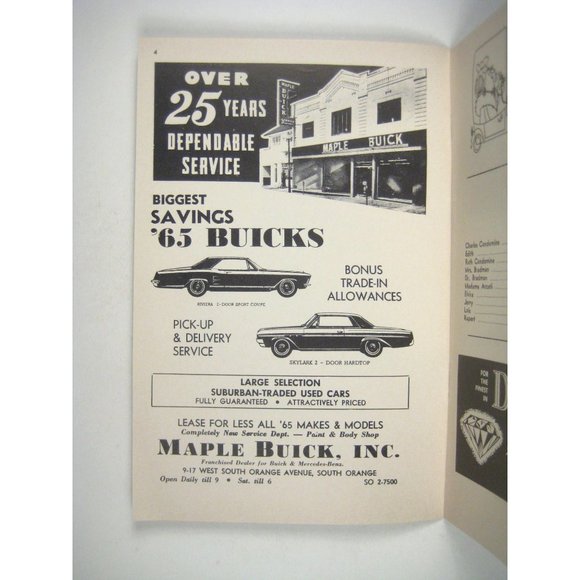 4
OVER
25 YEARS
DEPENDABLE
SERVICE
MAPLE
BUICK
MAPLE BUICK
BIGGEST
SAVINGS
'65 BUICKS
RIVIERA 2-DOOR SPORT COUPE
BONUS
TRADE-IN
ALLOWANCES
PICK-UP
& DELIVERY
SERVICE
SKYLARK 2 - DOOR HARDTOP
LARGE SELECTION
SUBURBAN-TRADED USED CARS
FULLY GUARANTEED • ATTRACTIVELY PRICED
LEASE FOR LESS ALL '65 MAKES & MODELS
Completely New Service Dept. — Paint & Body Shop
MAPLE BUICK, INC.
Franchised Dealer for Buick & Mercedes-Benz.
9-17 WEST SOUTH ORANGE AVENUE, SOUTH ORANGE
Open Daily till 9 • Sat. till 6 SO 2-7500
Charles Condomine
Edith
Ruth Condomine
Mrs. Bradman
Dr. Bradman
Madame Arcati
Elvira
Jerry
Rupert
FOR
THE
FINEST
IN
D